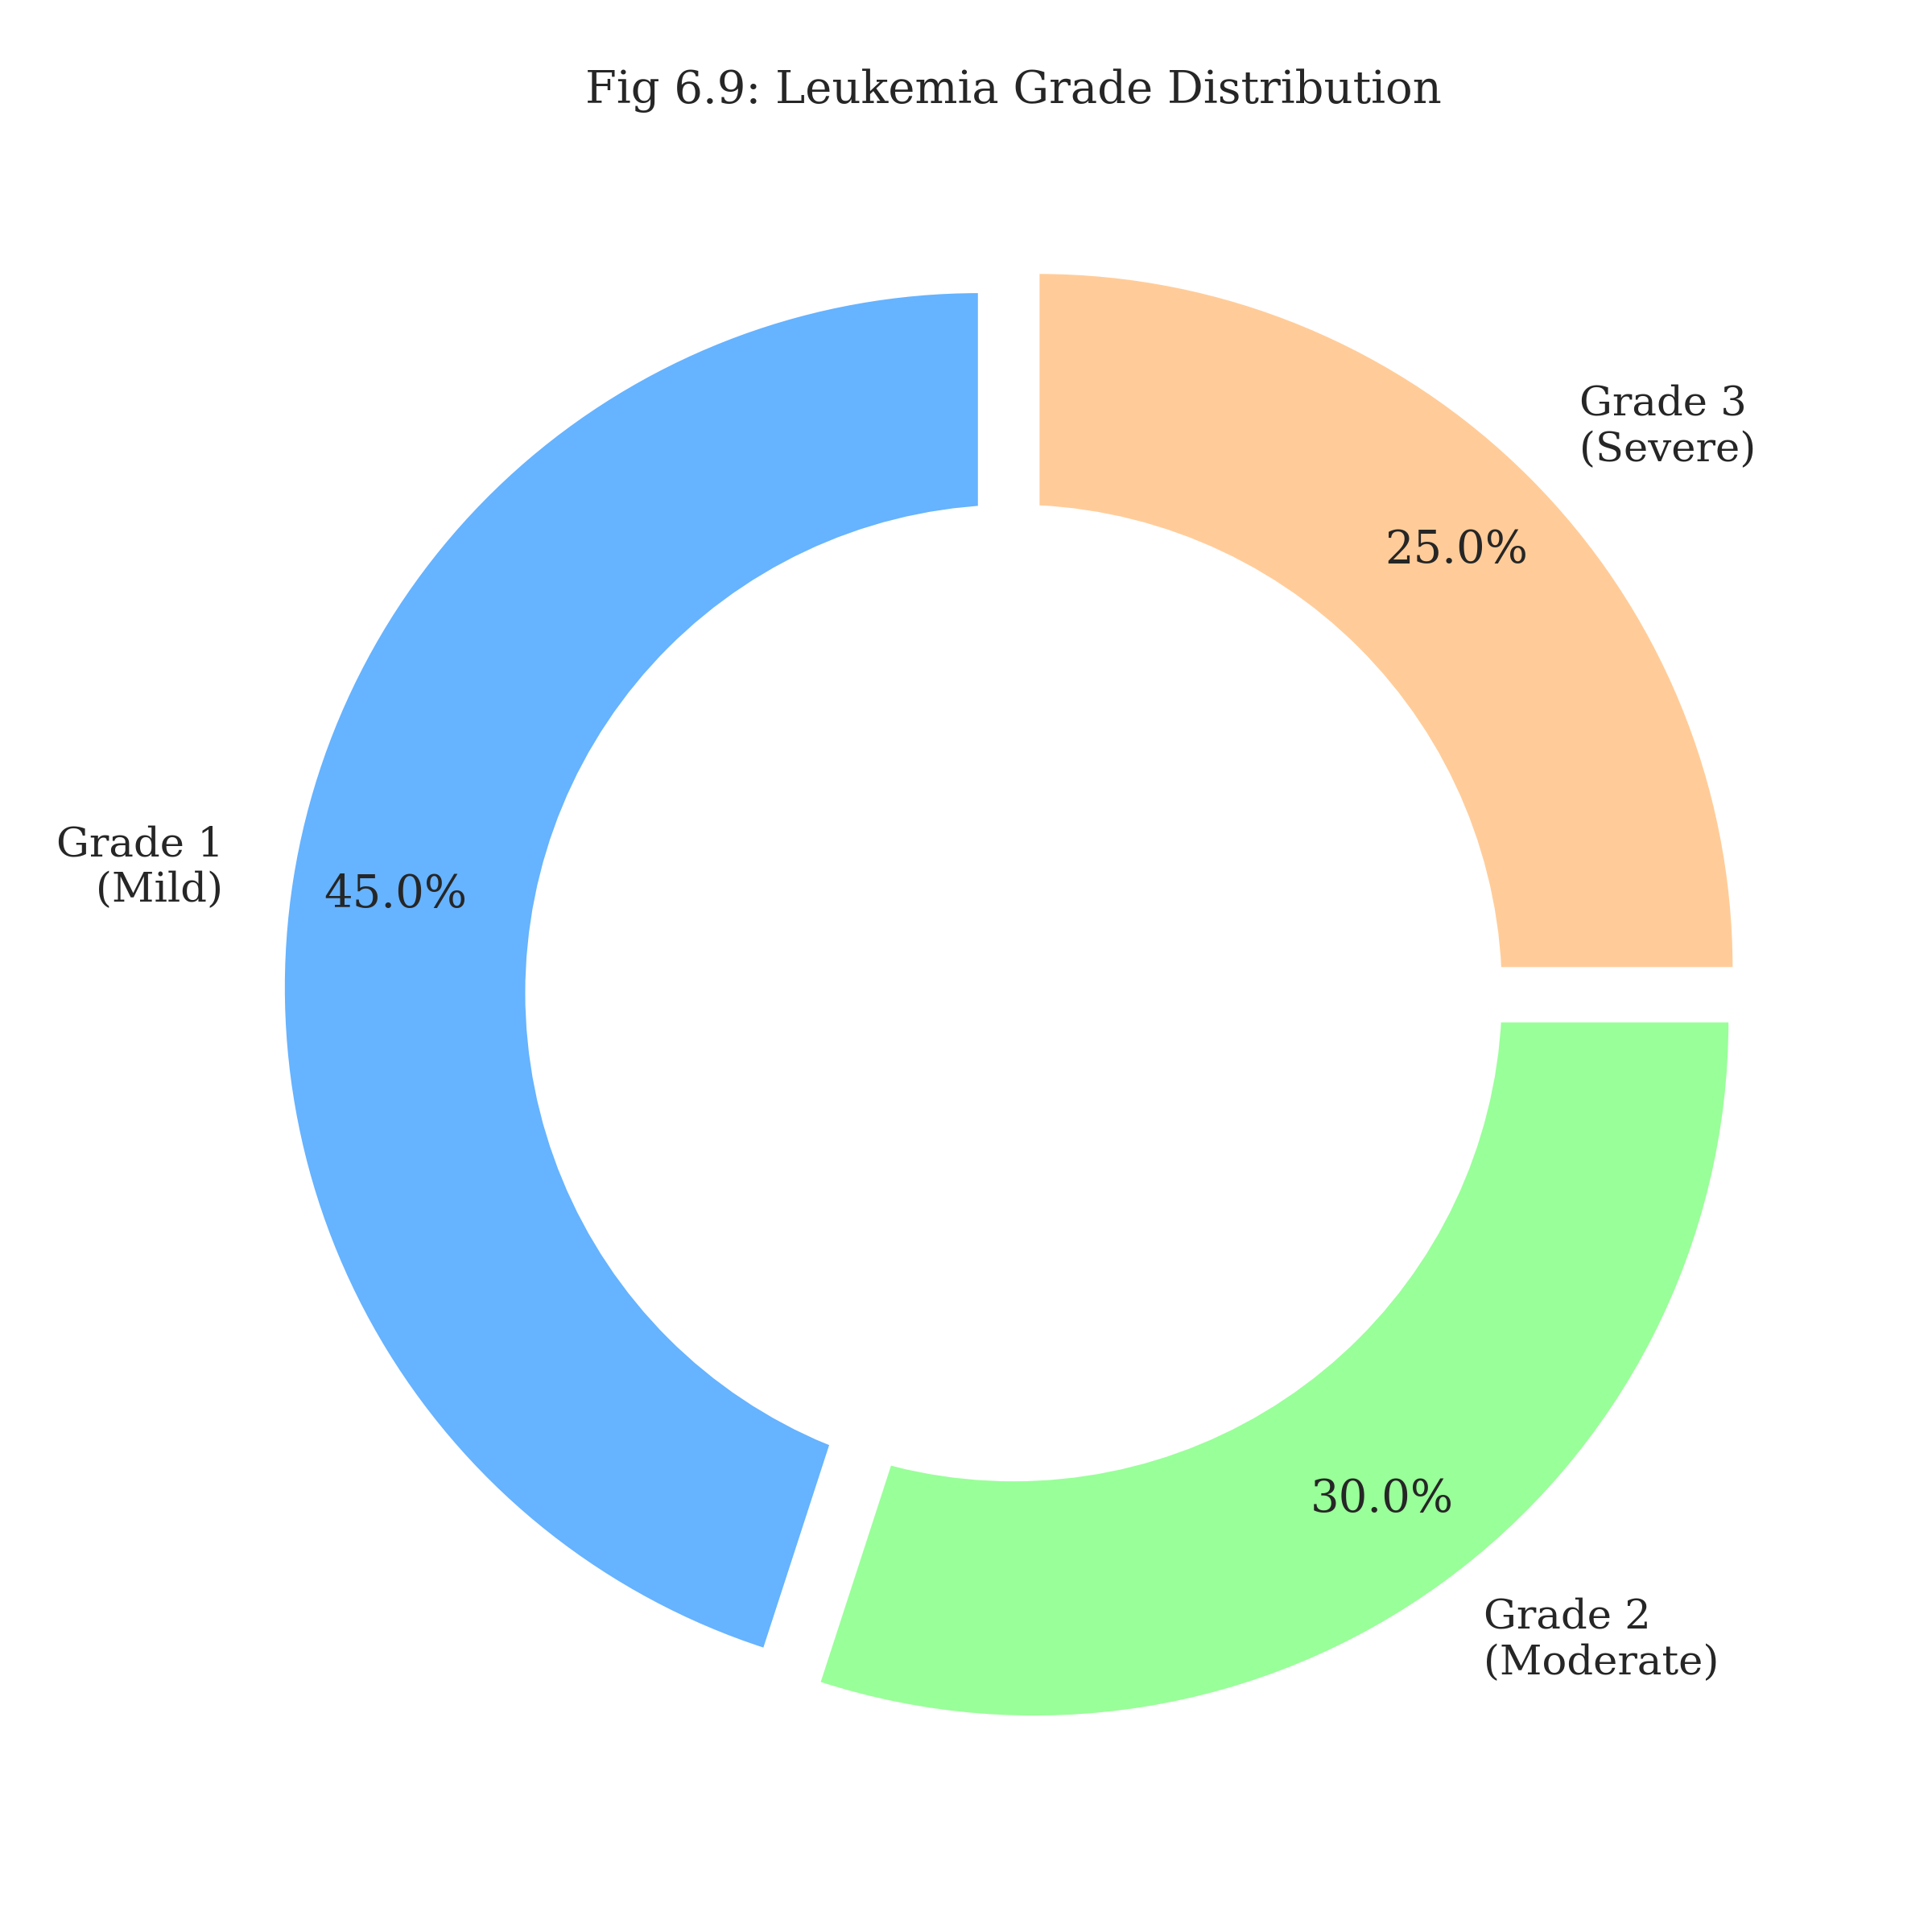 Fig 6.9: Leukemia Grade Distribution
Grade 3
(Severe)
25.0%
Grade 1
(Mild)
45.0%
30.0%
Grade 2
(Moderate)